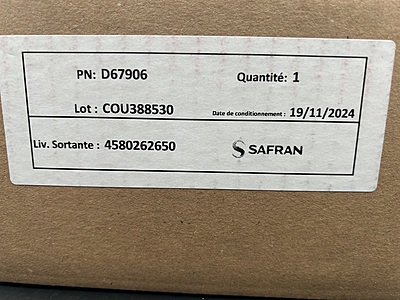 PN: D67906 Quantité: 1
Lot : COU388530 Date de conditionnement : 19/11/2024
Liv. Sortante : 4580262650 SAFRAN